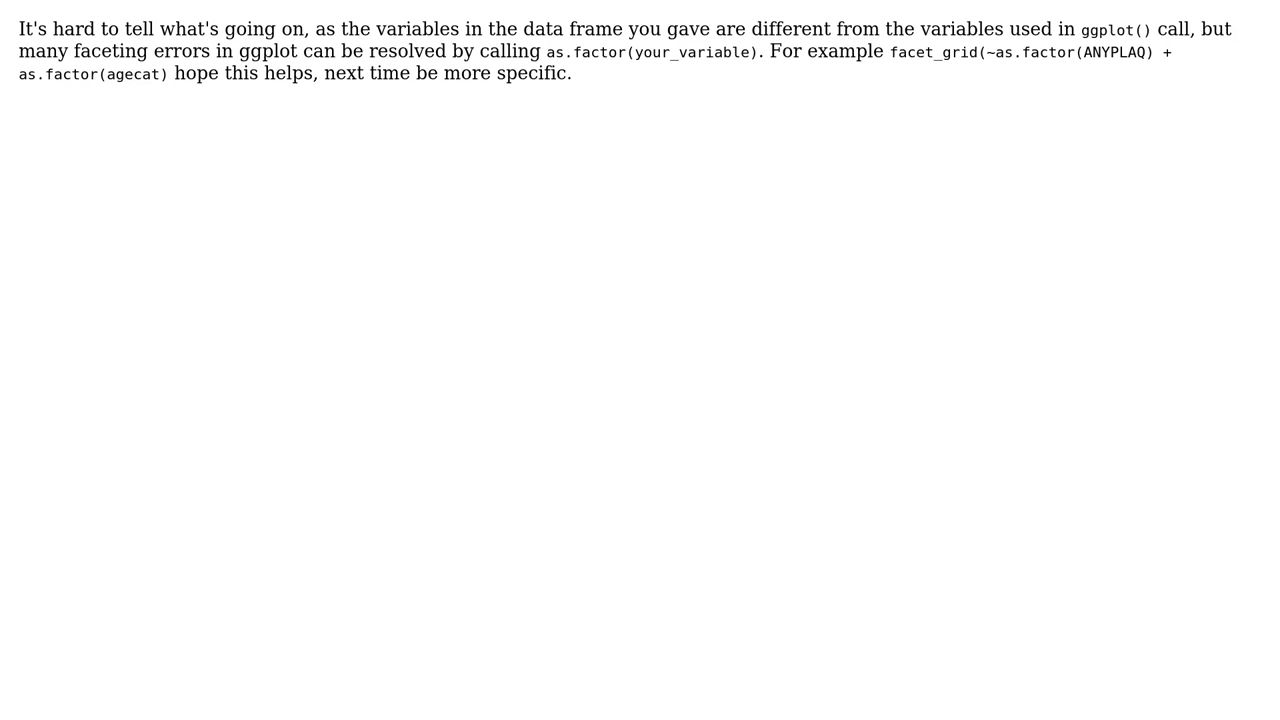 It's hard to tell what's going on, as the variables in the data frame you gave are different from the variables used in ggplot() call, but
many faceting errors in ggplot can be resolved by calling as.factor(your_variable). For example facet_grid(~as.factor(ANYPLAQ) +
as.factor(agecat) hope this helps, next time be more specific.